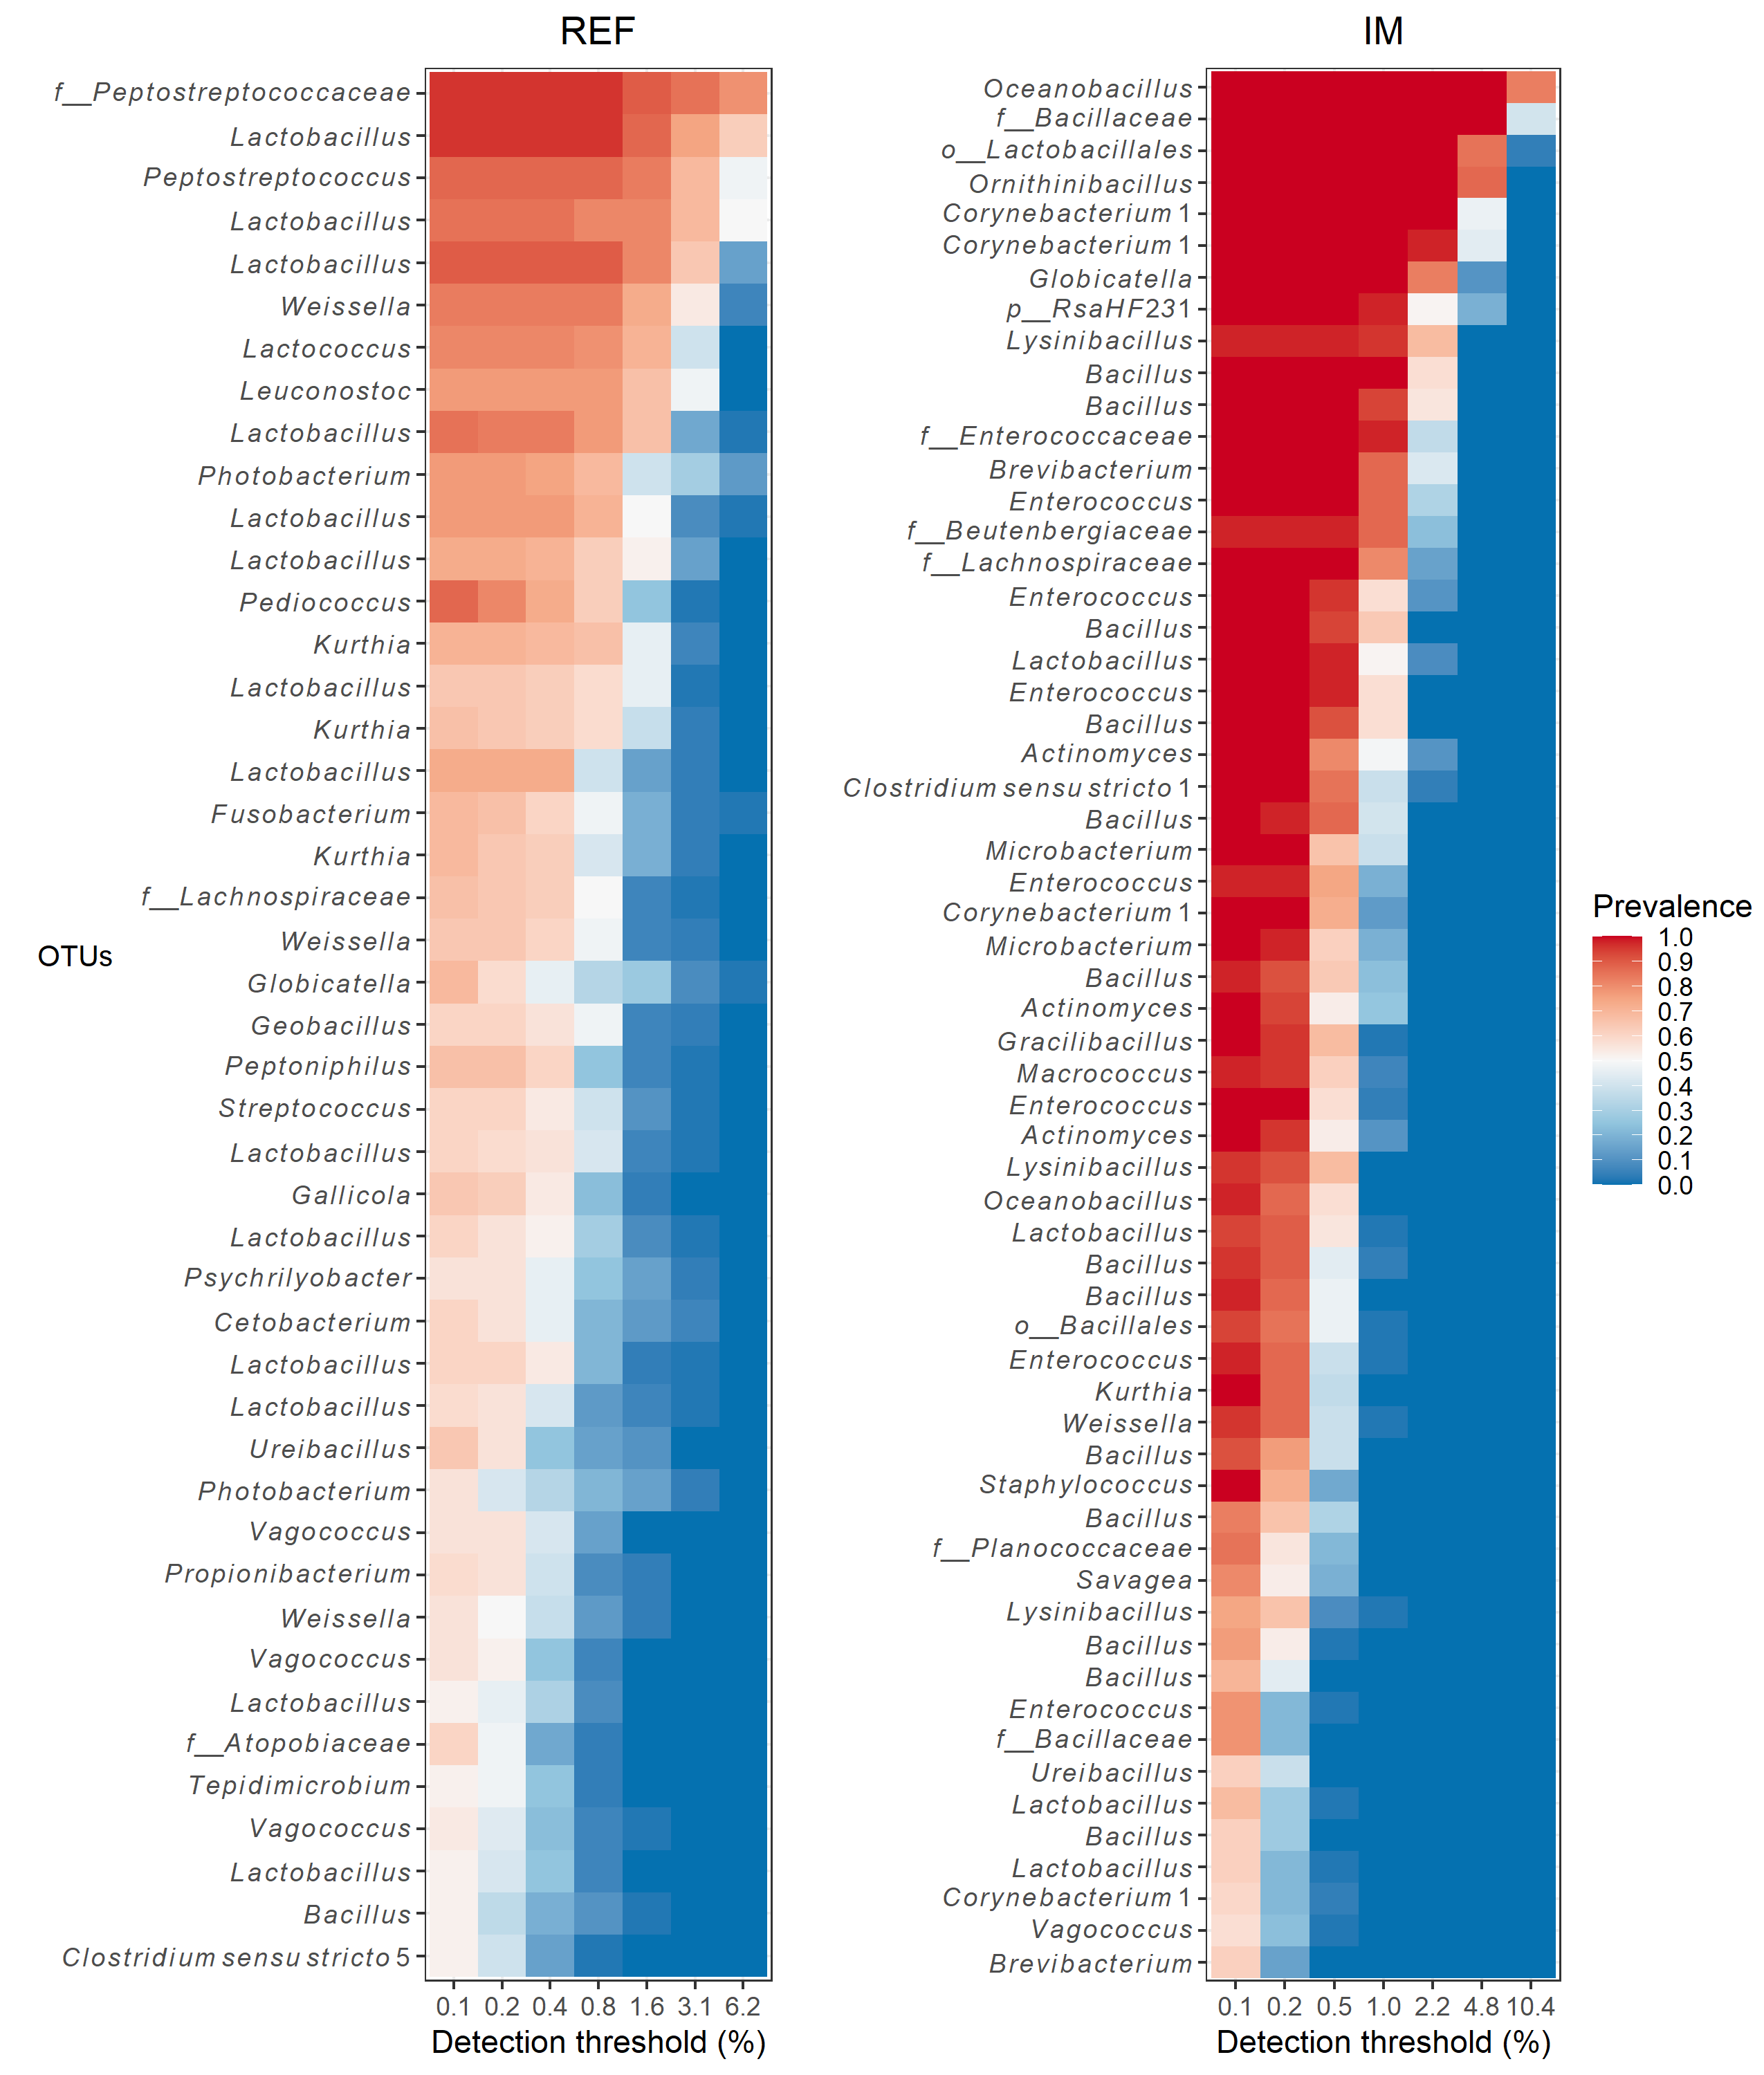 REF
f__Peptostreptococcaceae
Lactobacillus
Peptostreptococcus
Lactobacillus
Lactobacillus
Weissella
Lactococcus
Leuconostoc
Lactobacillus
Photobacterium
Lactobacillus
Lactobacillus
Pediococcus
Kurthia
Lactobacillus
Kurthia
Lactobacillus
Fusobacterium
Kurthia
f__Lachnospiraceae
Weissella
OTUs
Globicatella
Geobacillus
Peptoniphilus
Streptococcus
Lactobacillus
Gallicola
Lactobacillus
Psychrilyobacter
Cetobacterium
Lactobacillus
Lactobacillus
Ureibacillus
Photobacterium
Vagococcus
Propionibacterium
Weissella
Vagococcus
Lactobacillus
f__Atopobiaceae
Tepidimicrobium
Vagococcus
Lactobacillus
Bacillus
Clostridium sensu stricto 5
0.1 0.2 0.4 0.8 1.6 3.1 6.2
Detection threshold (%)
IM
Oceanobacillus
f__Bacillaceae
o__Lactobacillales
Ornithinibacillus
Corynebacterium 1
Corynebacterium 1
Globicatella
p__RsaHF231
Lysinibacillus
Bacillus
Bacillus
f__Enterococcaceae
Brevibacterium
Enterococcus
f__Beutenbergiaceae
f__Lachnospiraceae
Enterococcus
Bacillus
Lactobacillus
Enterococcus
Bacillus
Actinomyces
Clostridium sensu stricto 1
Bacillus
Microbacterium
Enterococcus
Corynebacterium 1
Microbacterium
Bacillus
Actinomyces
Gracilibacillus
Macrococcus
Enterococcus
Actinomyces
Lysinibacillus
Oceanobacillus
Lactobacillus
Bacillus
Bacillus
o__Bacillales
Enterococcus
Kurthia
Weissella
Bacillus
Staphylococcus
Bacillus
f__Planococcaceae
Savagea
Lysinibacillus
Bacillus
Bacillus
Enterococcus
f__Bacillaceae
Ureibacillus
Lactobacillus
Bacillus
Lactobacillus
Corynebacterium 1
Vagococcus
Brevibacterium
0.1 0.2 0.5 1.0 2.2 4.8 10.4
Detection threshold (%)
Prevalence
1.0
0.9
0.8
0.7
0.6
0.5
0.4
0.3
0.2
0.1
0.0